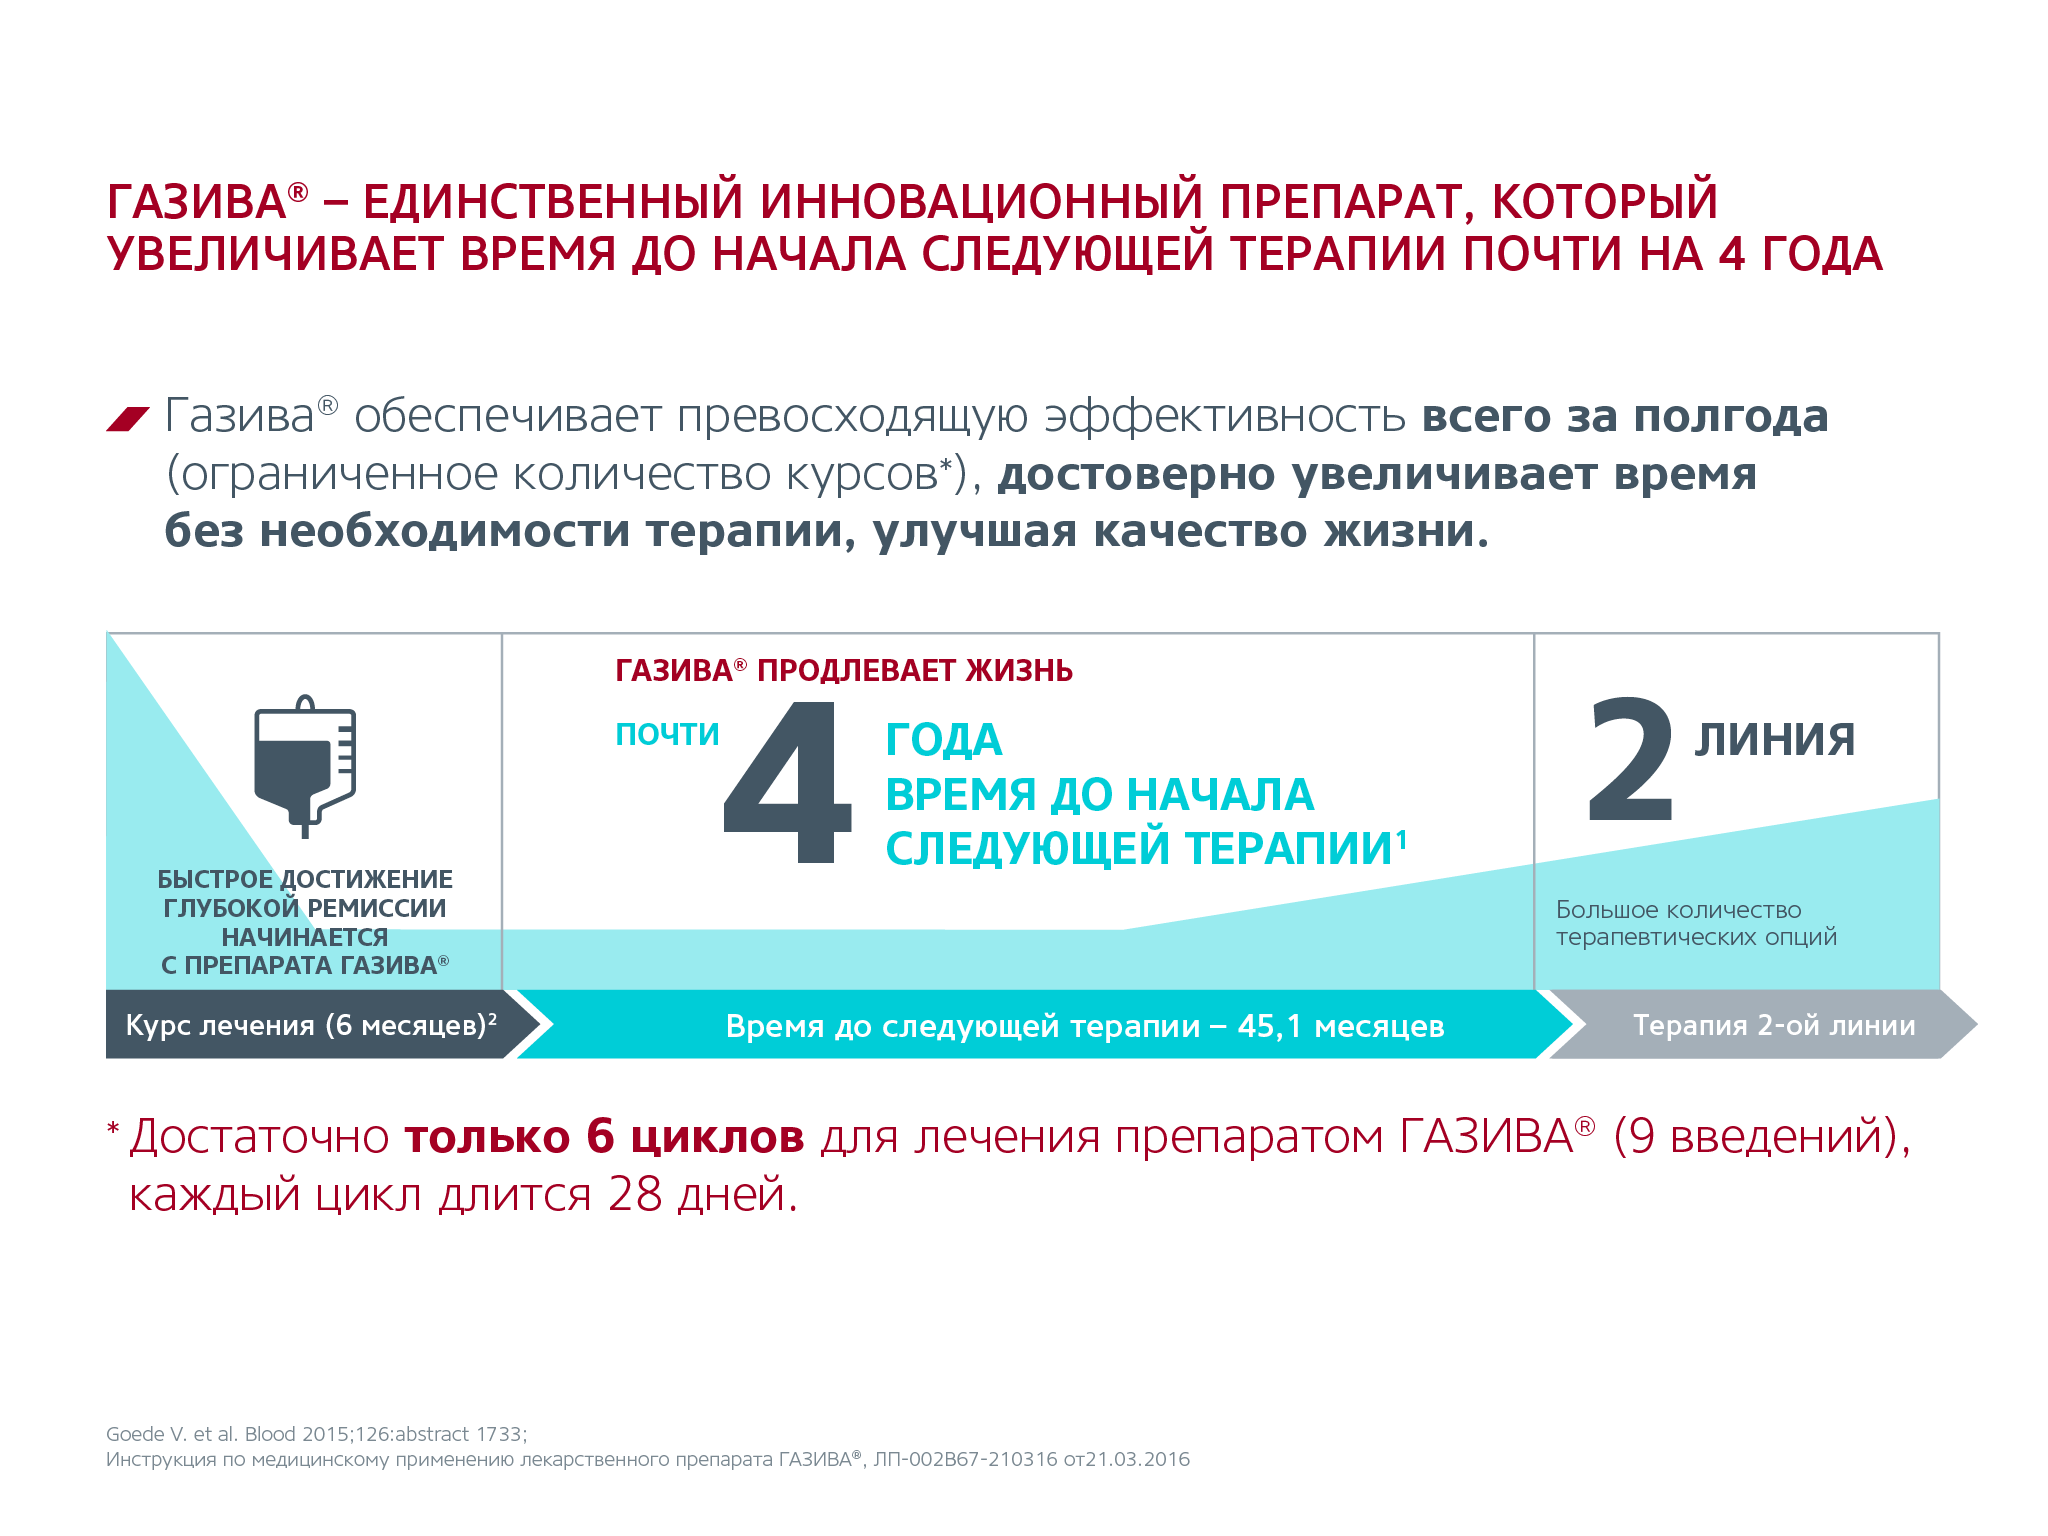 ГАЗИВА® – ЕДИНСТВЕННЫЙ ИННОВАЦИОННЫЙ ПРЕПАРАТ, КОТОРЫЙ
УВЕЛИЧИВАЕТ ВРЕМЯ ДО НАЧАЛА СЛЕДУЮЩЕЙ ТЕРАПИИ ПОЧТИ НА 4 ГОДА
Газива® обеспечивает превосходящую эффективность всего за полгода
(ограниченное количество курсов*), достоверно увеличивает время
без необходимости терапии, улучшая качество жизни.
БЫСТРОЕ ДОСТИЖЕНИЕ
ГЛУБОКОЙ РЕМИССИИ
НАЧИНАЕТСЯ
С ПРЕПАРАТА ГАЗИВА®
ГАЗИВА® ПРОДЛЕВАЕТ ЖИЗНЬ
ПОЧТИ 4 ГОДА
ВРЕМЯ ДО НАЧАЛА
СЛЕДУЮЩЕЙ ТЕРАПИИ¹
2 ЛИНИЯ
Большое количество
терапевтических опций
Курс лечения (6 месяцев)²
Время до следующей терапии – 45,1 месяцев
Терапия 2-ой линии
* Достаточно только 6 циклов для лечения препаратом ГАЗИВА® (9 введений),
каждый цикл длится 28 дней.
Goede V. et al. Blood 2015;126:abstract 1733;
Инструкция по медицинскому применению лекарственного препарата ГАЗИВА®, ЛП-002В67-210316 от21.03.2016